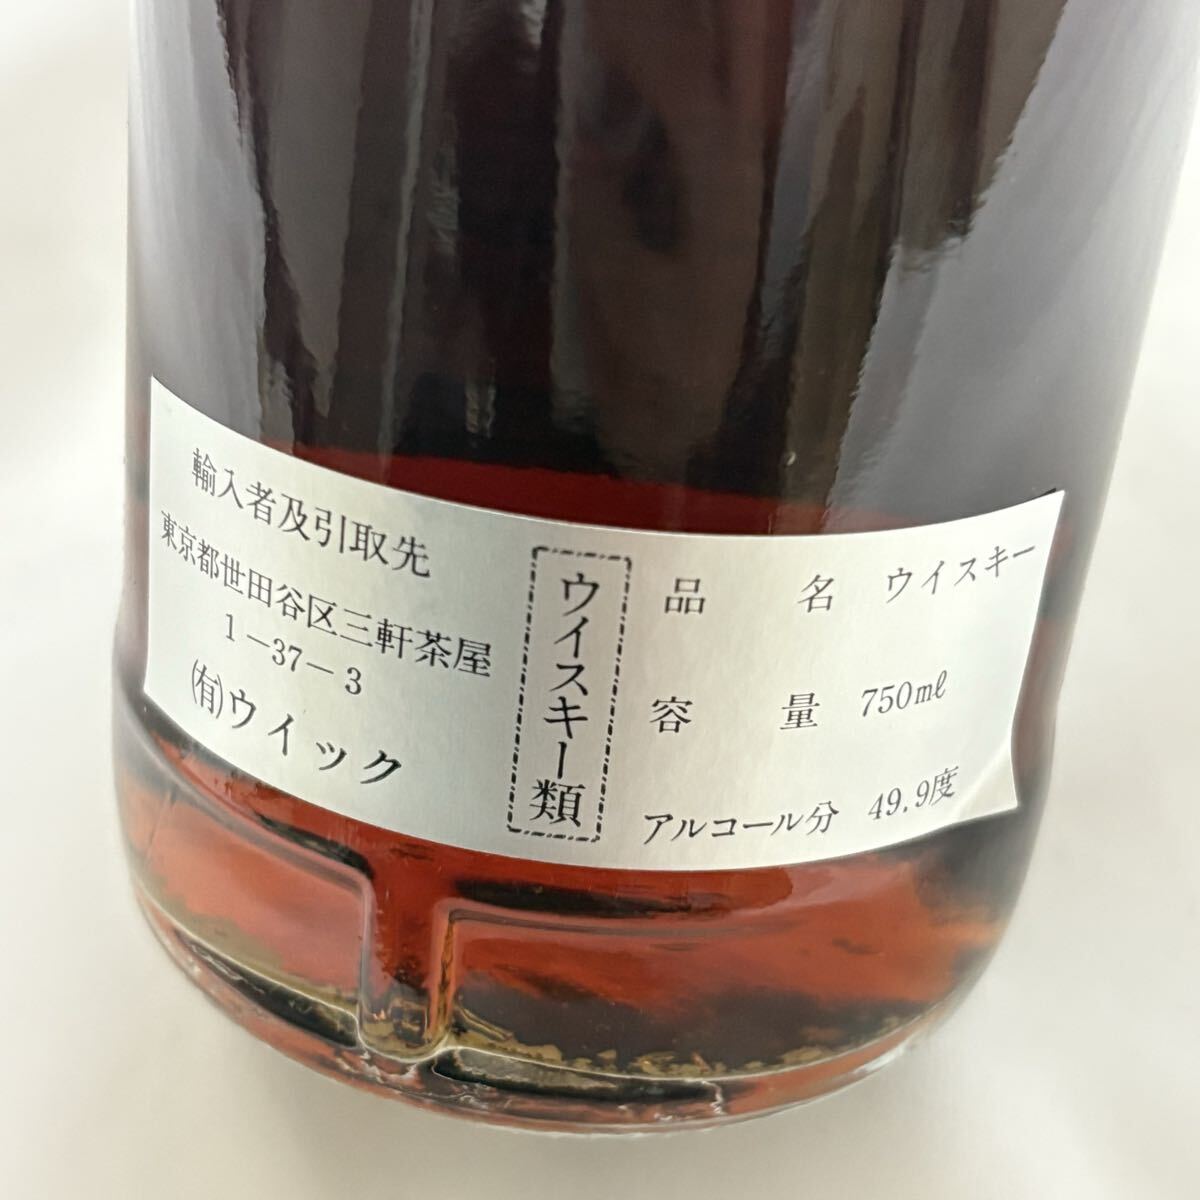 輸入者及引取先
東京都世田谷区三軒茶屋
1－37－3
㈲ウイック
ウイスキー類
品名 ウイスキー
容量 750mℓ
アルコール分 49.9度